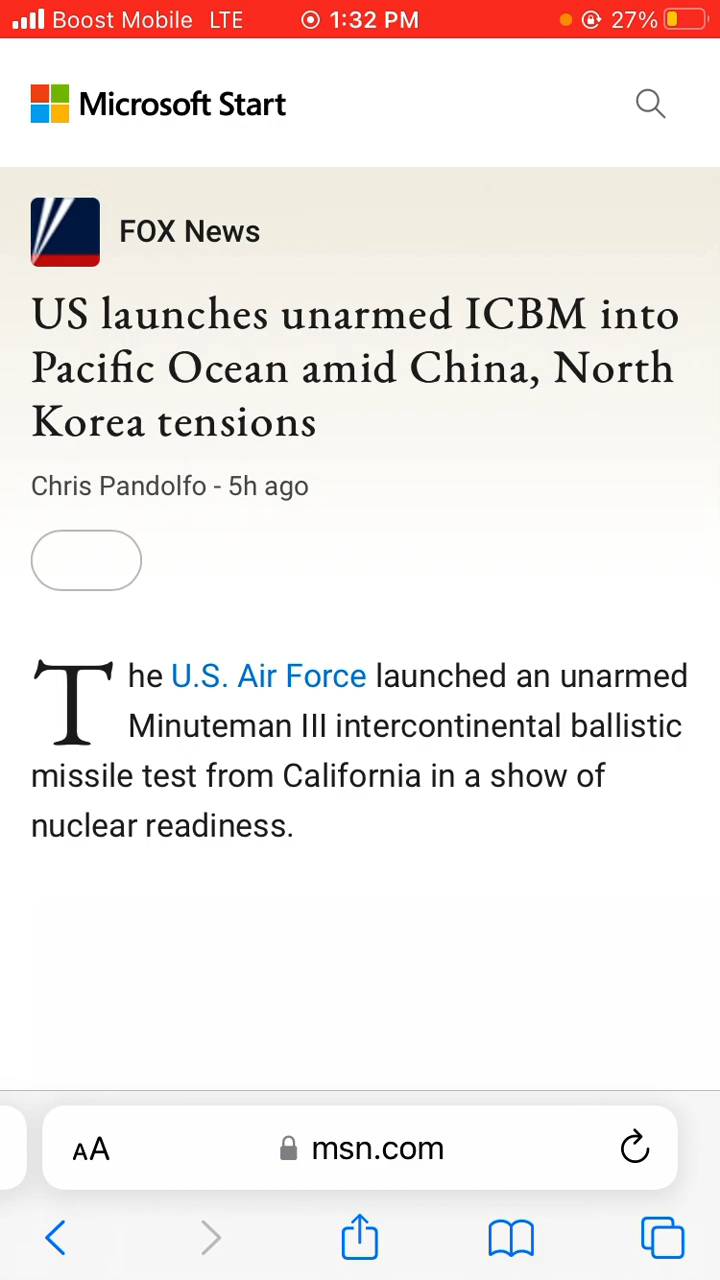 Boost Mobile LTE 1:32 PM 27%
Microsoft Start
FOX News
US launches unarmed ICBM into
Pacific Ocean amid China, North
Korea tensions
Chris Pandolfo - 5h ago
The U.S. Air Force launched an unarmed
Minuteman III intercontinental ballistic
missile test from California in a show of
nuclear readiness.
AA msn.com